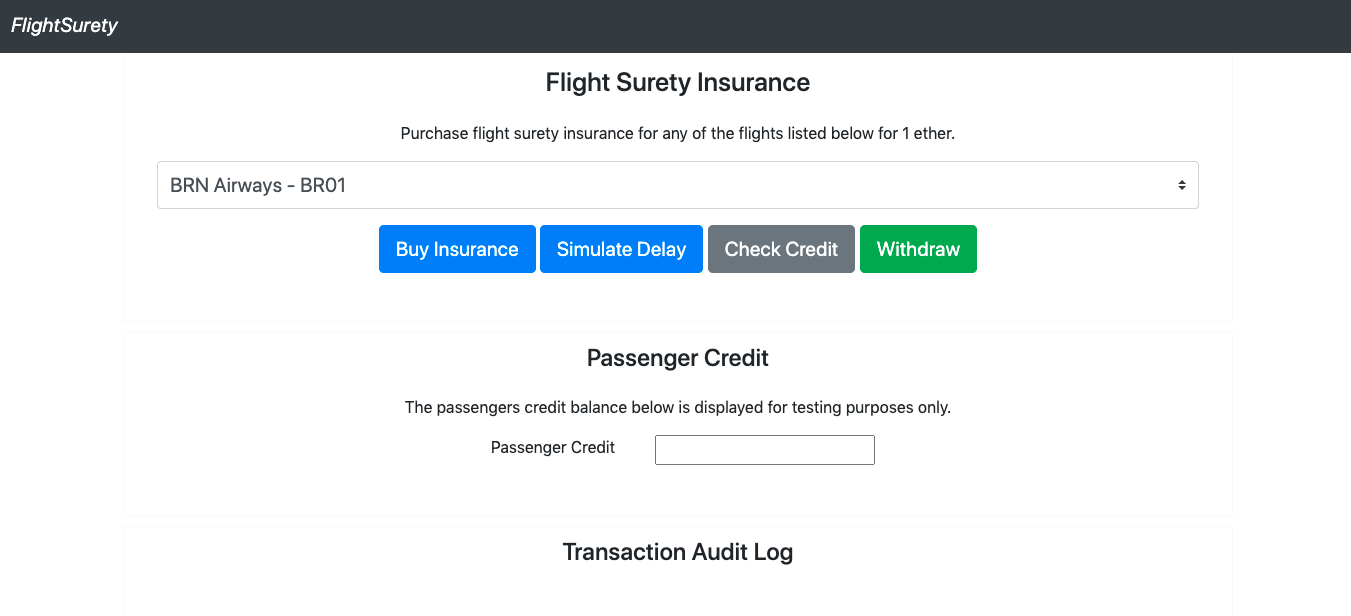 FlightSurety
Flight Surety Insurance
Purchase flight surety insurance for any of the flights listed below for 1 ether.
BRN Airways - BR01
Buy Insurance Simulate Delay Check Credit Withdraw
Passenger Credit
The passengers credit balance below is displayed for testing purposes only.
Passenger Credit
Transaction Audit Log